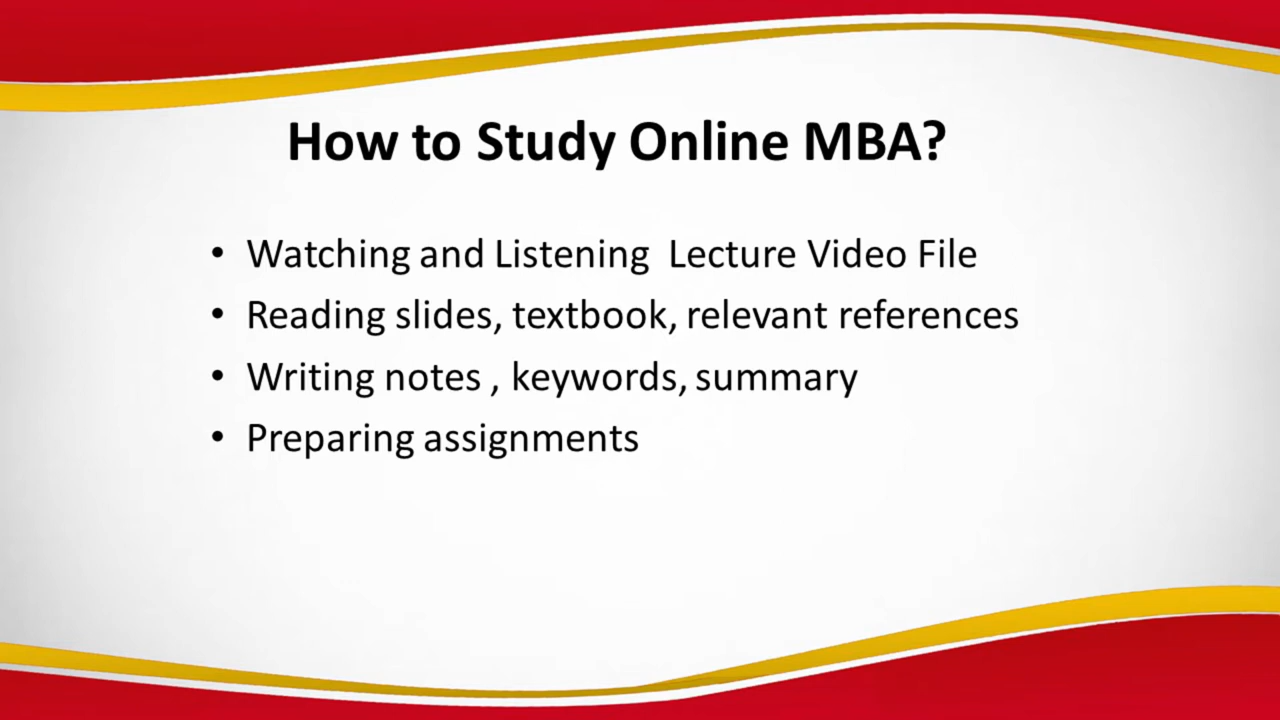 How to Study Online MBA?
• Watching and Listening  Lecture Video File
• Reading slides, textbook, relevant references
• Writing notes , keywords, summary
• Preparing assignments